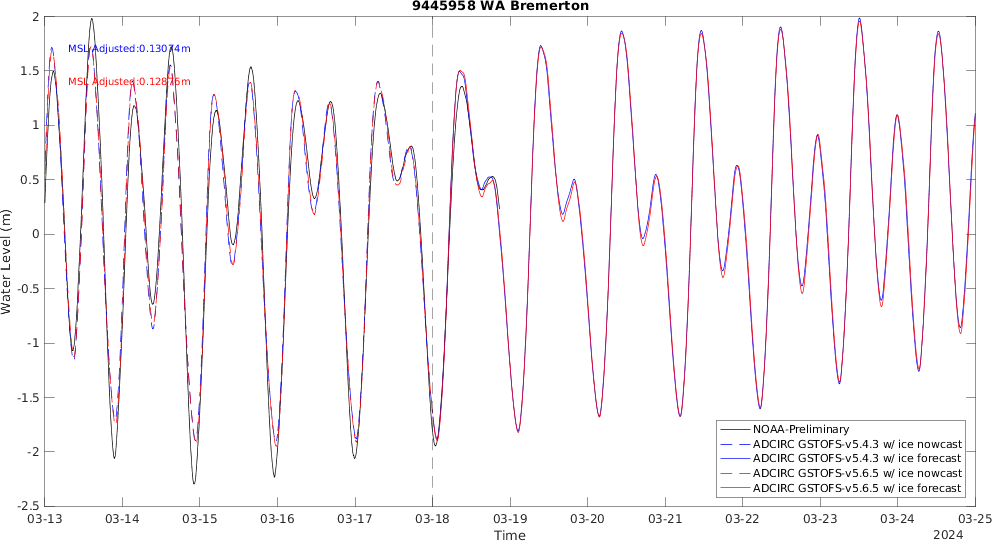 9445958 WA Bremerton
MSL Adjusted:0.13074m
MSL Adjusted:0.12875m
Water Level (m)
2
1.5
1
0.5
0
-0.5
-1
-1.5
-2
-2.5
NOAA-Preliminary
ADCIRC GSTOFS-v5.4.3 w/ ice nowcast
ADCIRC GSTOFS-v5.4.3 w/ ice forecast
ADCIRC GSTOFS-v5.6.5 w/ ice nowcast
ADCIRC GSTOFS-v5.6.5 w/ ice forecast
03-13 03-14 03-15 03-16 03-17 03-18 03-19 03-20 03-21 03-22 03-23 03-24 03-25
Time
2024